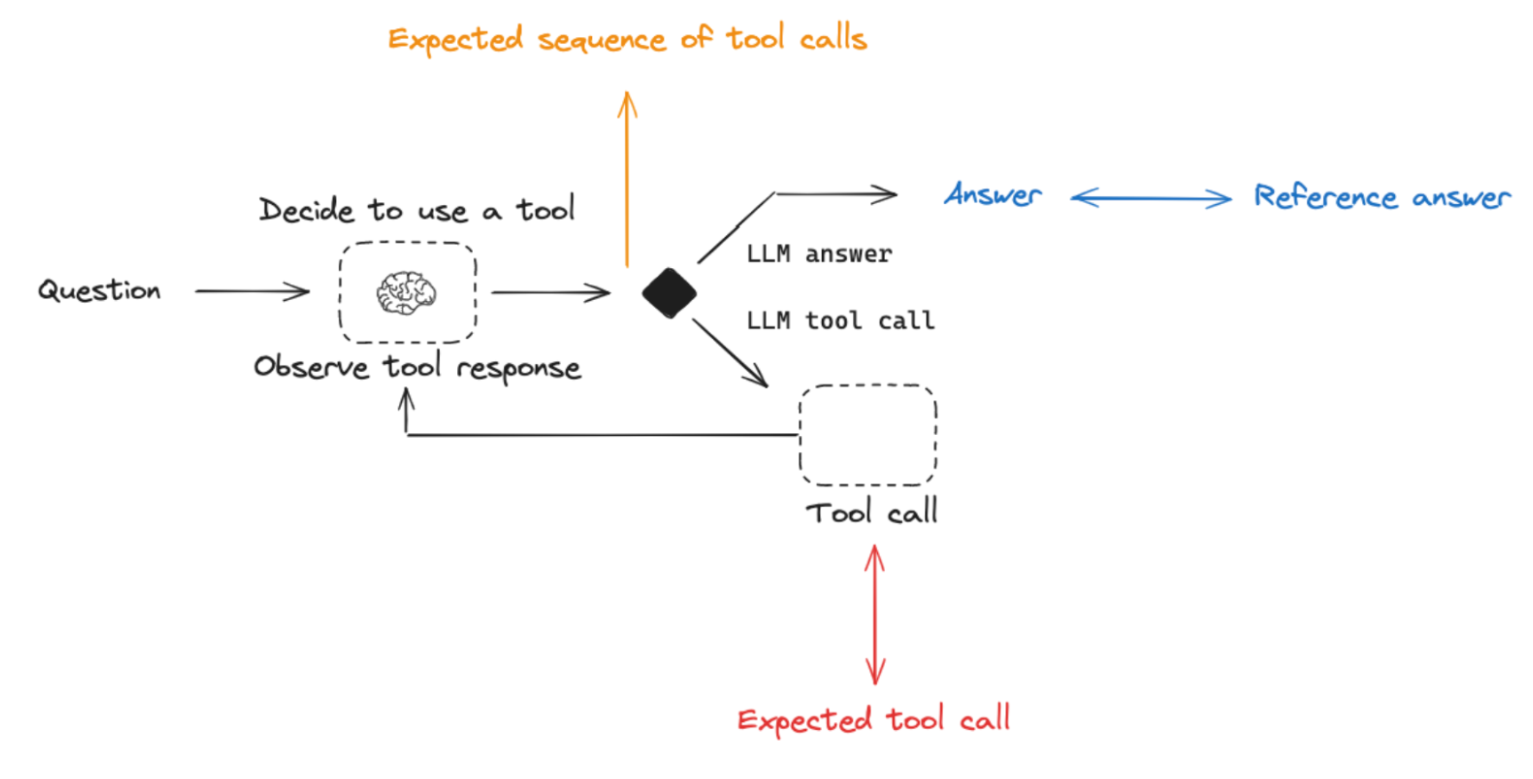 Expected sequence of tool calls
Decide to use a tool
Answer
Reference answer
LLM answer
Question
LLM tool call
Observe tool response
Tool call
Expected tool call